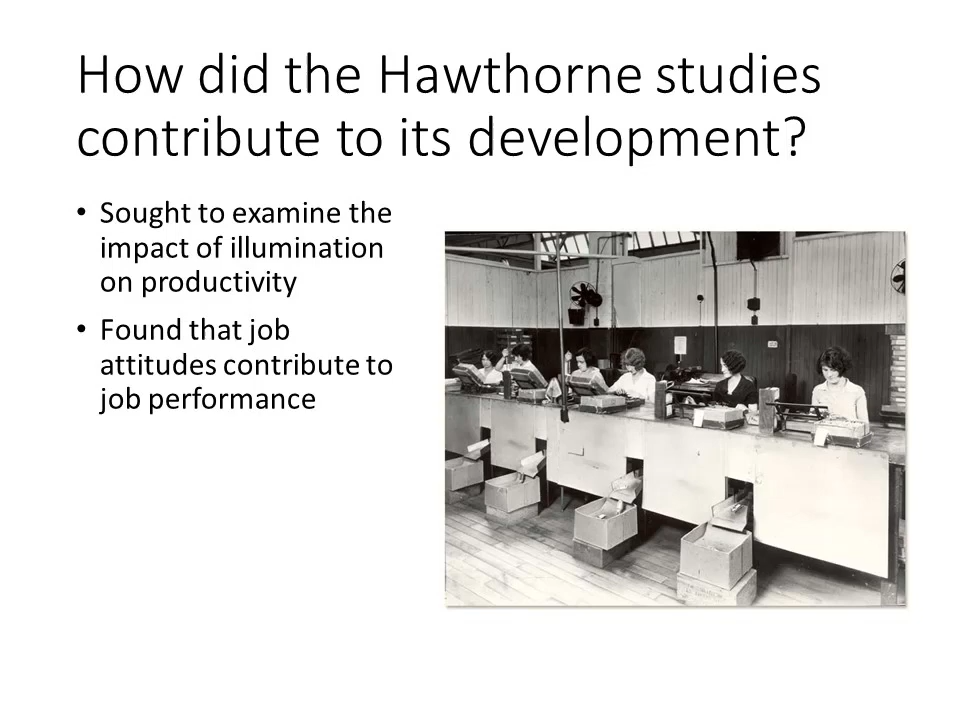 How did the Hawthorne studies
contribute to its development?
• Sought to examine the
impact of illumination
on productivity
• Found that job
attitudes contribute to
job performance